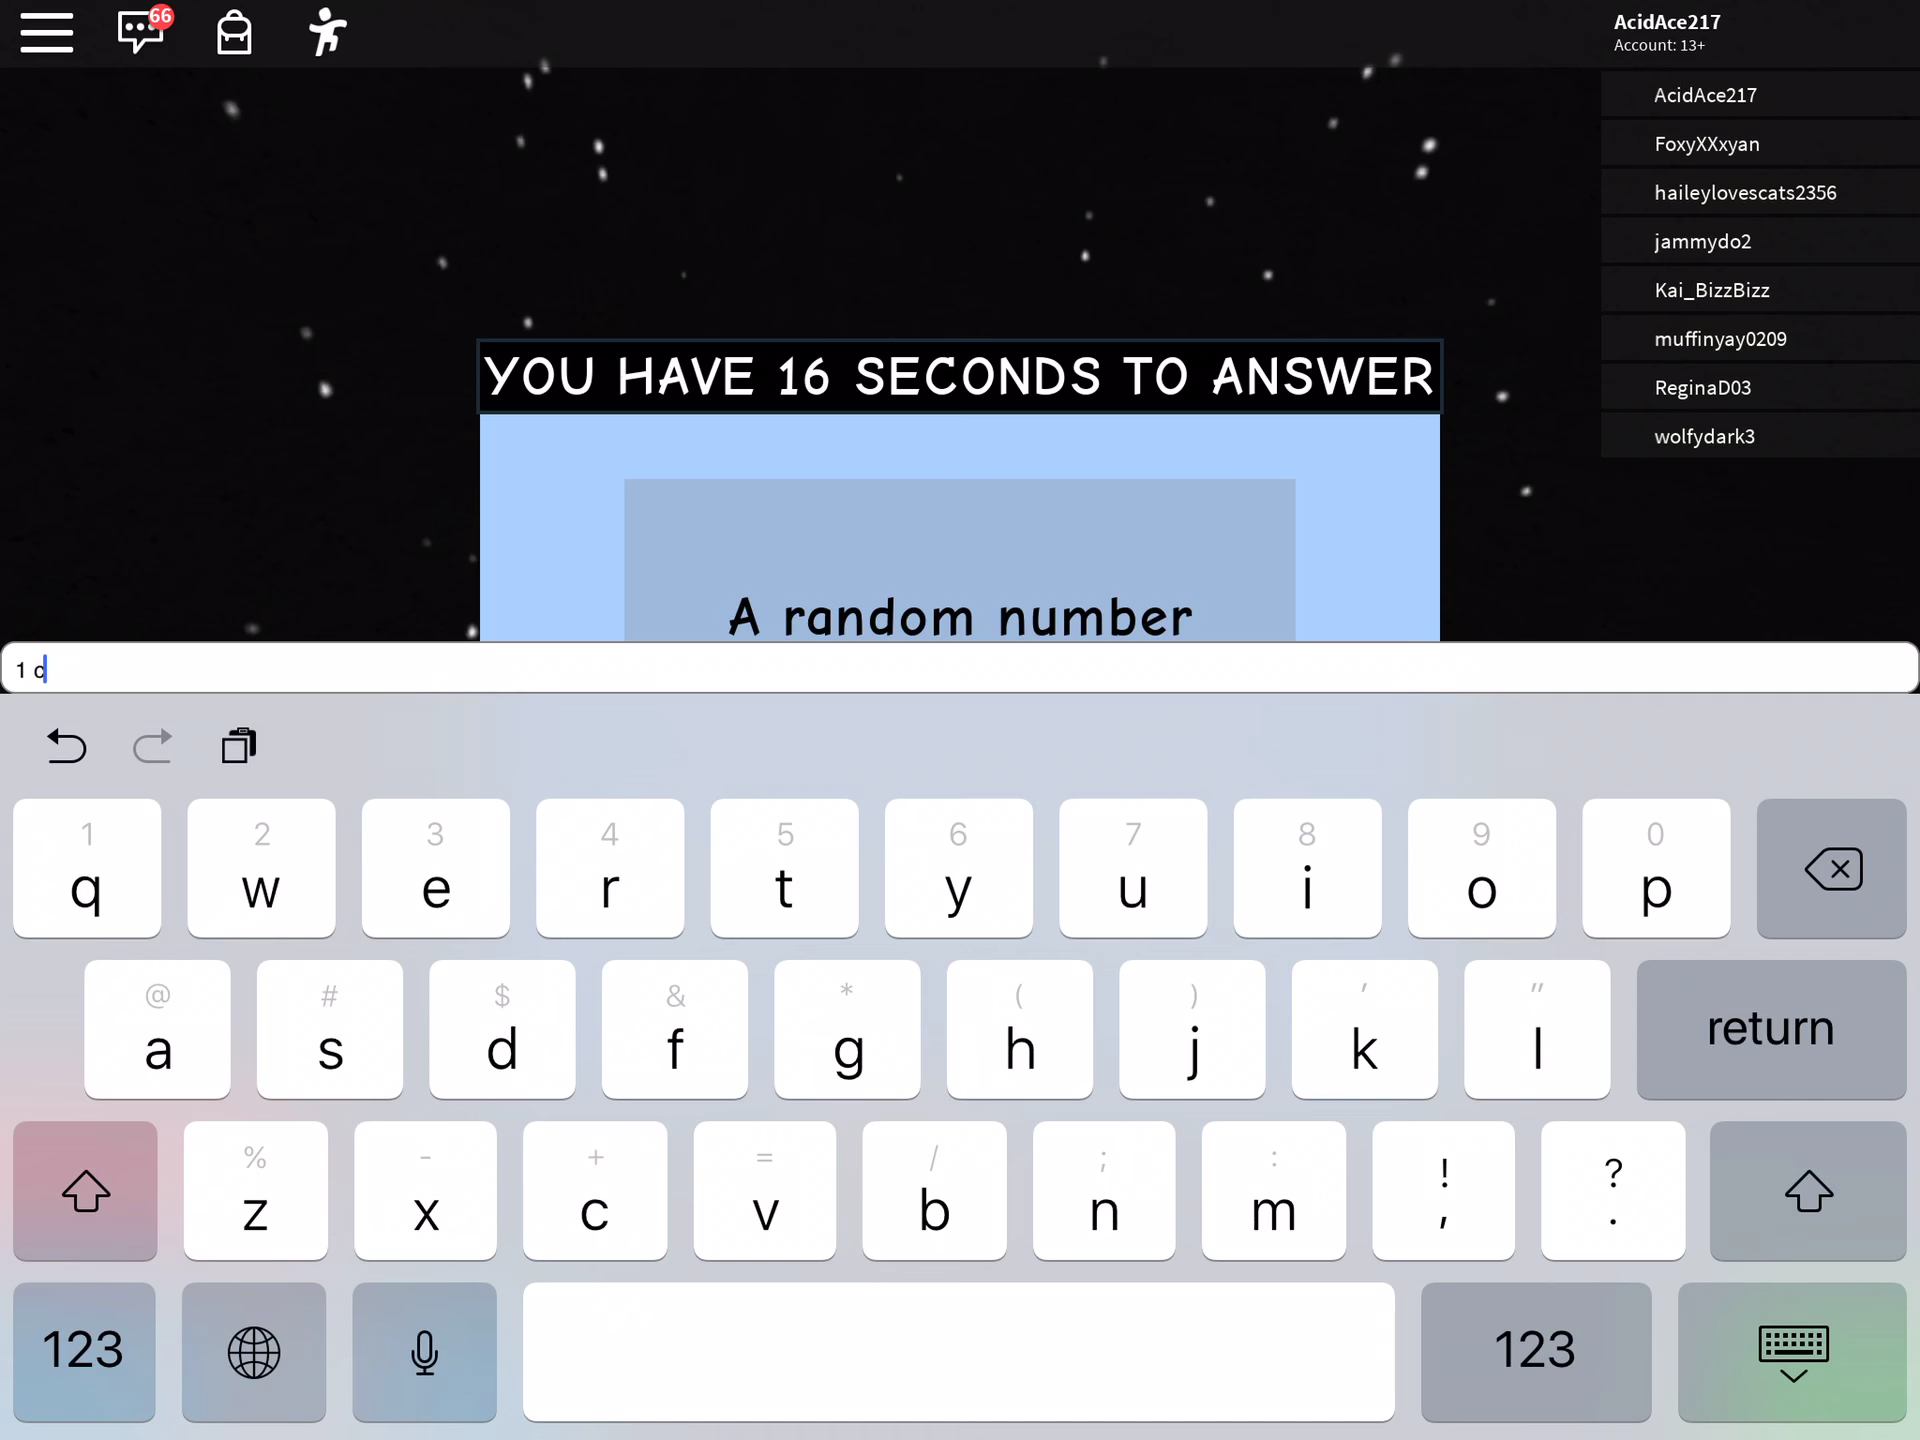 66
AcidAce217
Account: 13+
AcidAce217
FoxyXXxyan
haileylovescats2356
jammydo2
Kai_BizzBizz
muffinyay0209
ReginaD03
wolfydark3
YOU HAVE 16 SECONDS TO ANSWER
A random number
1 c
1 2 3 4 5 6 7 8 9 0
q w e r t y u i o p
@ # $ & * ( ) ' "
a s d f g h j k l return
% - + = / ; : ! ?
z x c v b n m , .
123 123